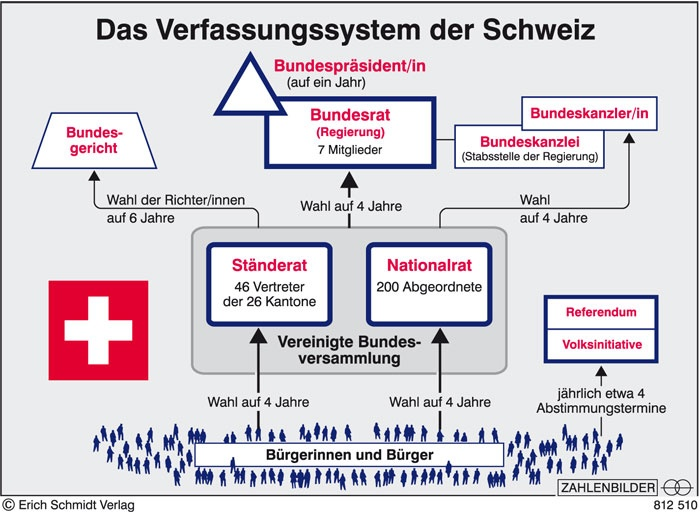 Das Verfassungssystem der Schweiz
Bundespräsident/in
(auf ein Jahr)
Bundesrat
(Regierung)
7 Mitglieder
Bundeskanzler/in
Bundeskanzlei
(Stabsstelle der Regierung)
Bundes-
gericht
Wahl der Richter/innen
auf 6 Jahre
Wahl auf 4 Jahre
Wahl
auf 4 Jahre
Ständerat
46 Vertreter
der 26 Kantone
Nationalrat
200 Abgeordnete
Vereinigte Bundes-
versammlung
Referendum
Volksinitiative
Wahl auf 4 Jahre
Wahl auf 4 Jahre
jährlich etwa 4
Abstimmungstermine
Bürgerinnen und Bürger
ZAHLENBILDER
© Erich Schmidt Verlag
812 510